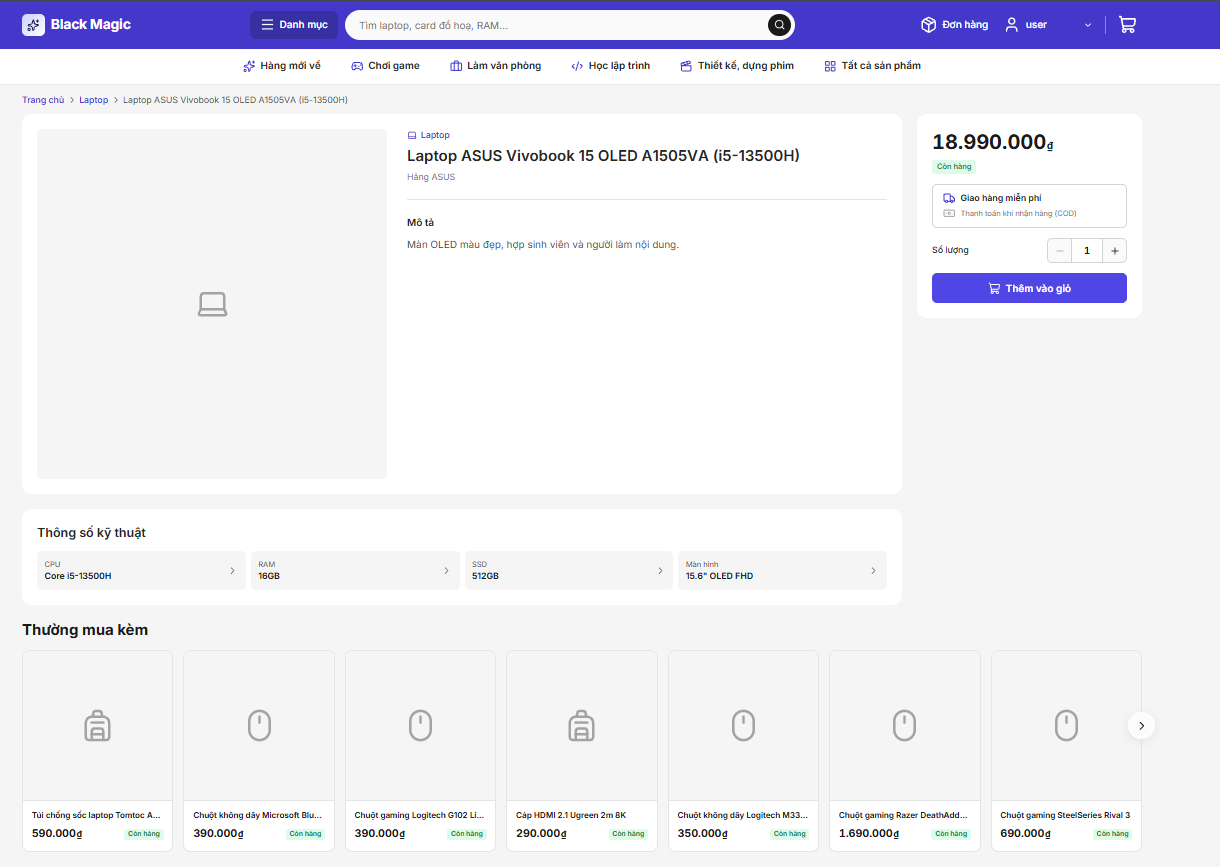 Black Magic
Danh mục
Tìm laptop, card đồ hoạ, RAM...
Đơn hàng
user
Hàng mới về
Chơi game
Làm văn phòng
Học lập trình
Thiết kế, dựng phim
Tất cả sản phẩm
Trang chủ > Laptop > Laptop ASUS Vivobook 15 OLED A1505VA (i5-13500H)
Laptop
Laptop ASUS Vivobook 15 OLED A1505VA (i5-13500H)
Hãng ASUS
Mô tả
Màn OLED màu đẹp, hợp sinh viên và người làm nội dung.
18.990.000₫
Còn hàng
Giao hàng miễn phí
Thanh toán khi nhận hàng (COD)
Số lượng
− 1 +
Thêm vào giỏ
Thông số kỹ thuật
CPU
Core i5-13500H
RAM
16GB
SSD
512GB
Màn hình
15.6" OLED FHD
Thường mua kèm
Túi chống sốc laptop Tomtoc A...
590.000₫
Còn hàng
Chuột không dây Microsoft Blu...
390.000₫
Còn hàng
Chuột gaming Logitech G102 Li...
390.000₫
Còn hàng
Cáp HDMI 2.1 Ugreen 2m 8K
290.000₫
Còn hàng
Chuột không dây Logitech M33...
350.000₫
Còn hàng
Chuột gaming Razer DeathAdd...
1.690.000₫
Còn hàng
Chuột gaming SteelSeries Rival 3
690.000₫
Còn hàng